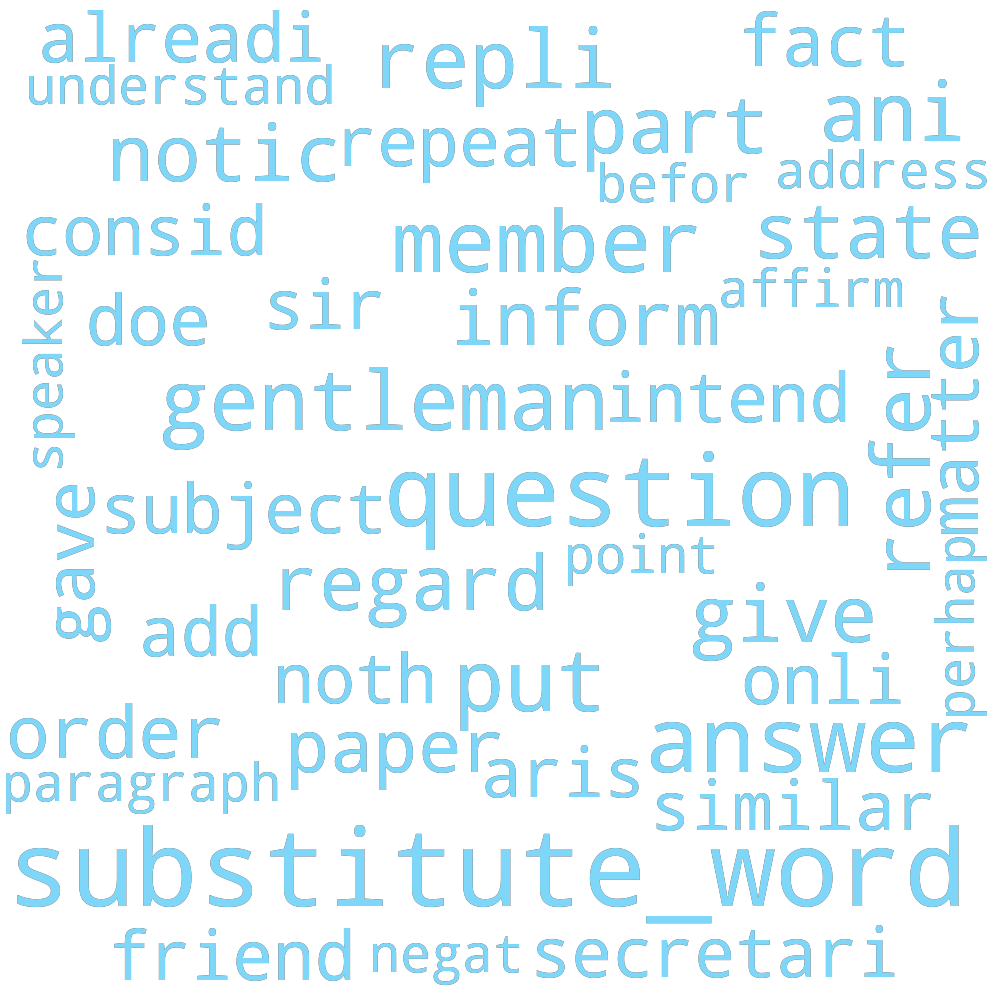 alreadi
repli
fact
understand
notic
repeat
part
ani
befor
address
consid
member
state
speaker
doe
sir
inform
affirm
gentleman
intend
refer
matter
gave
subject
question
point
regard
perhap
add
give
noth
put
onli
order
paper
answer
paragraph
aris
similar
substitute_word
friend
negat
secretari